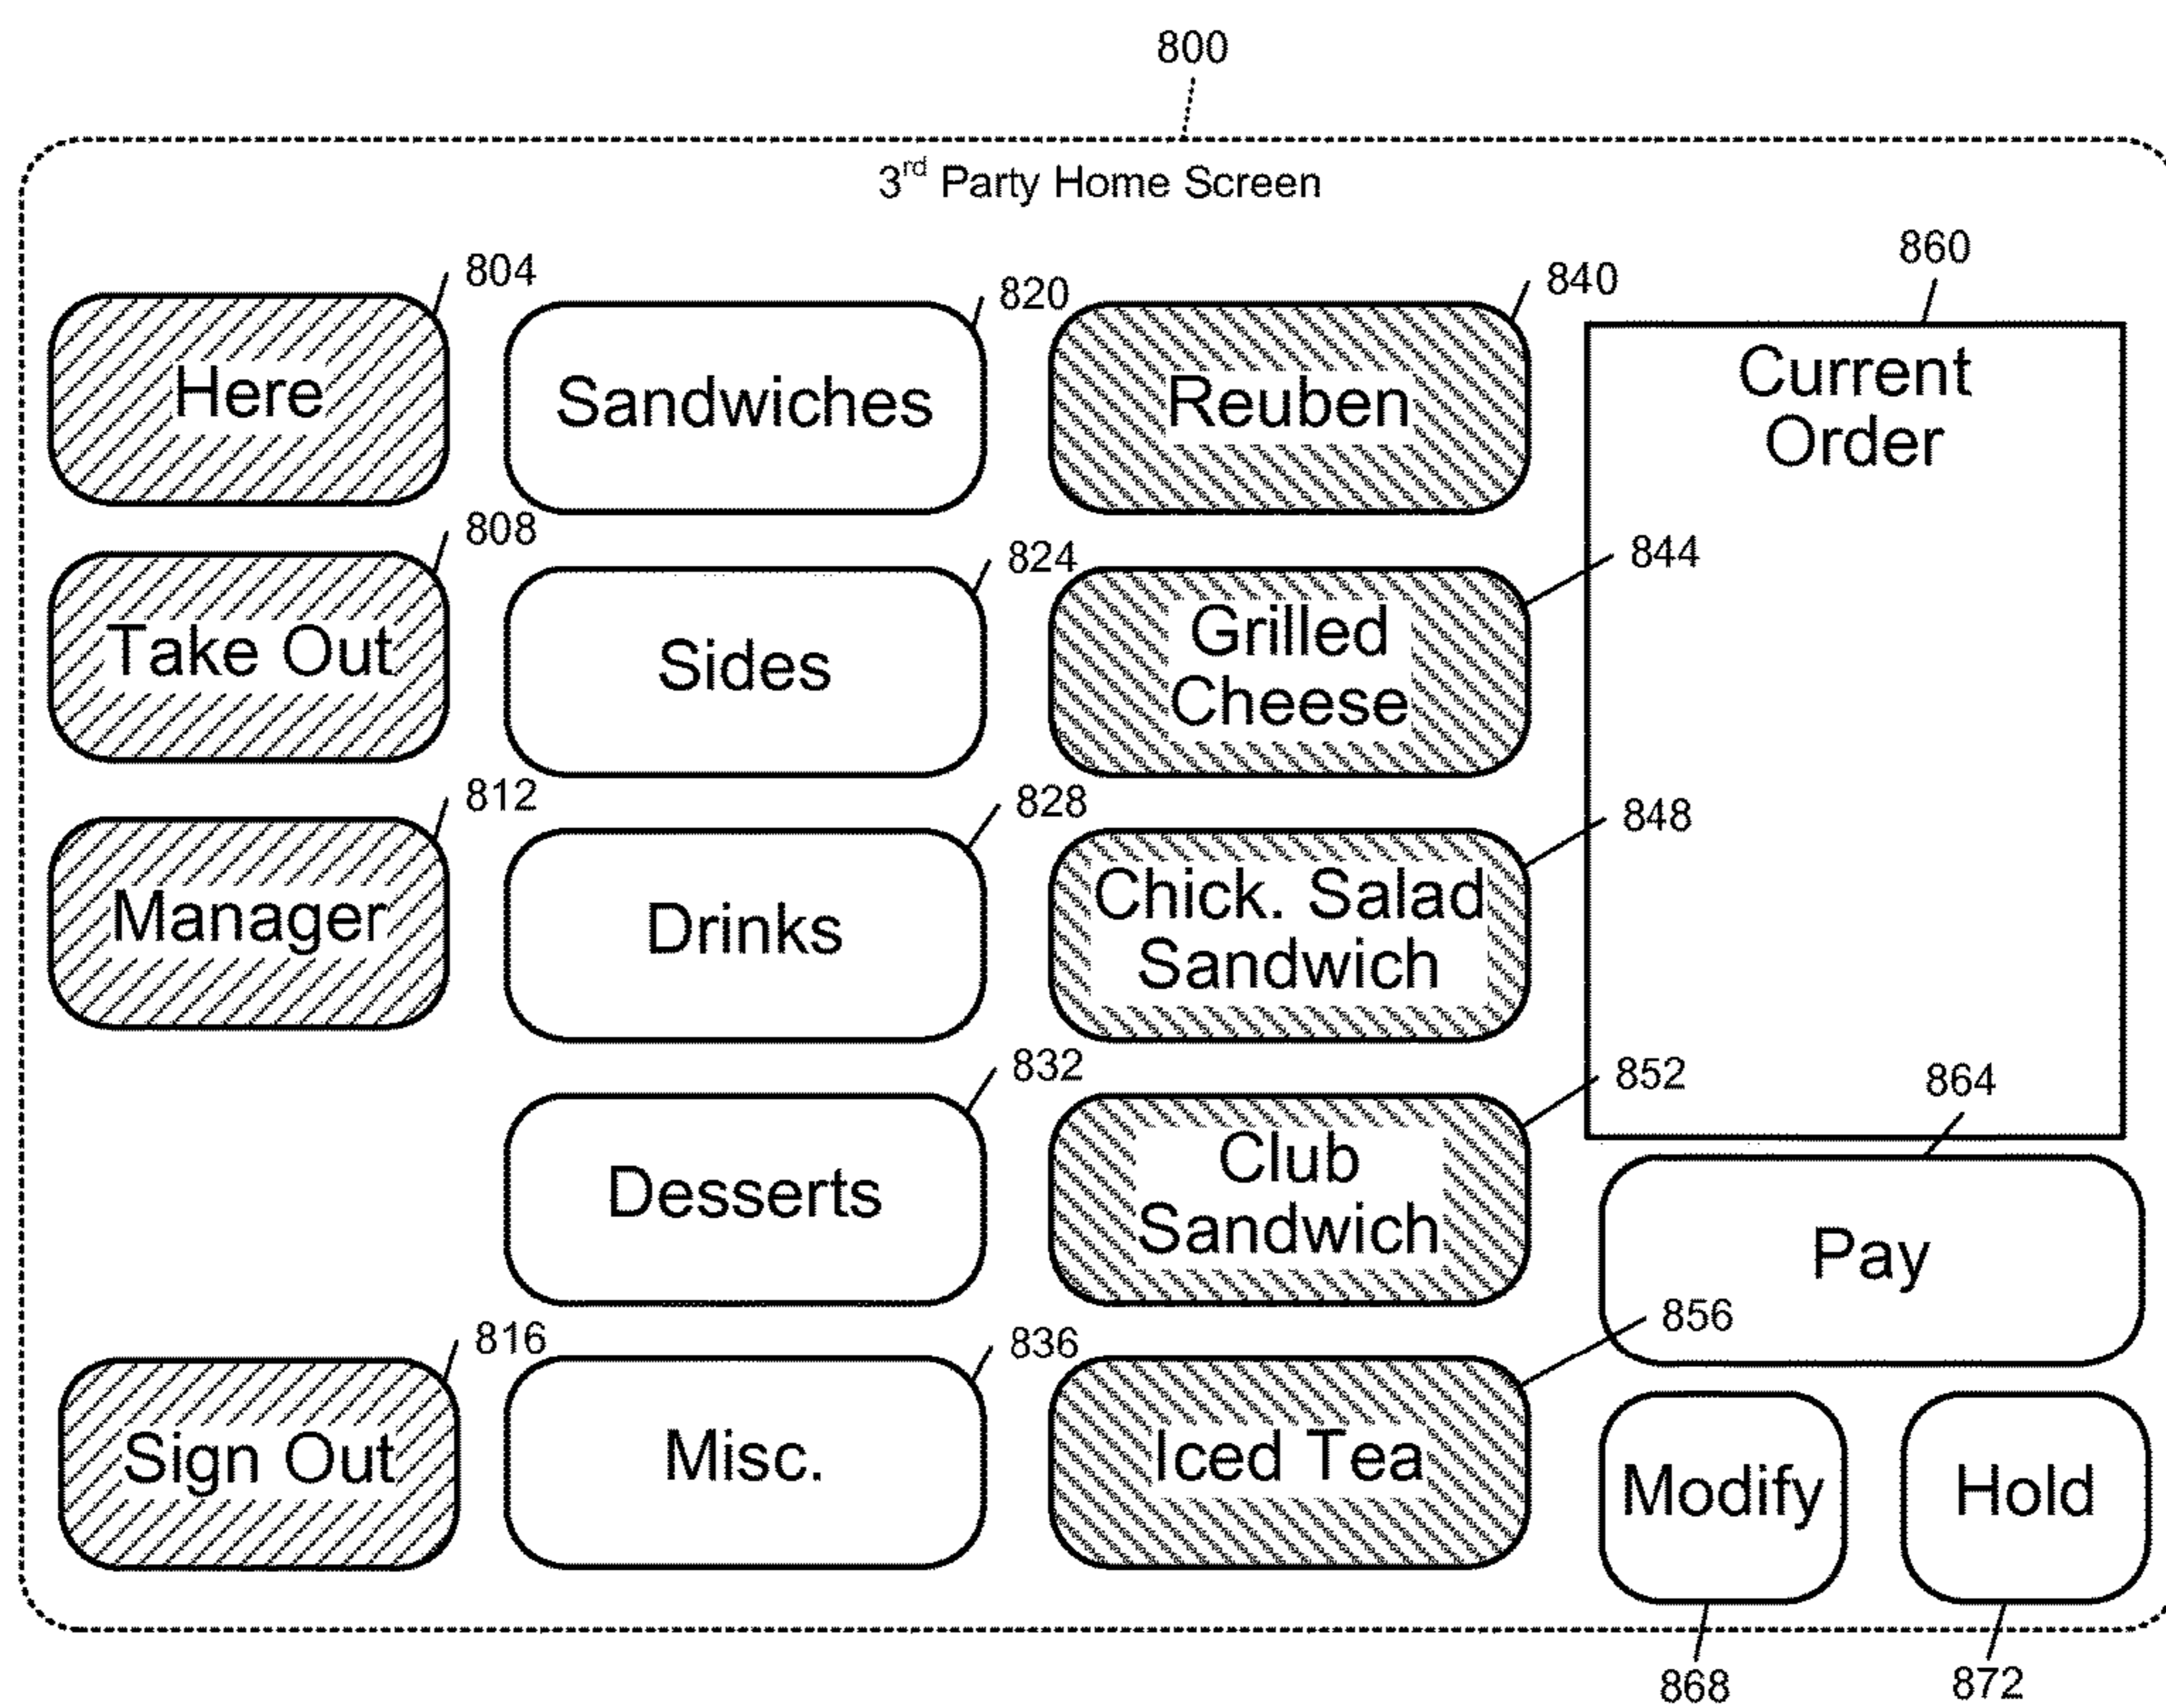 800
3rd Party Home Screen
804
Here
808
Take Out
812
Manager
816
Sign Out
820
Sandwiches
824
Sides
828
Drinks
832
Desserts
836
Misc.
840
Reuben
844
Grilled
Cheese
848
Chick. Salad
Sandwich
852
Club
Sandwich
856
Iced Tea
860
Current
Order
864
Pay
Modify
868
Hold
872